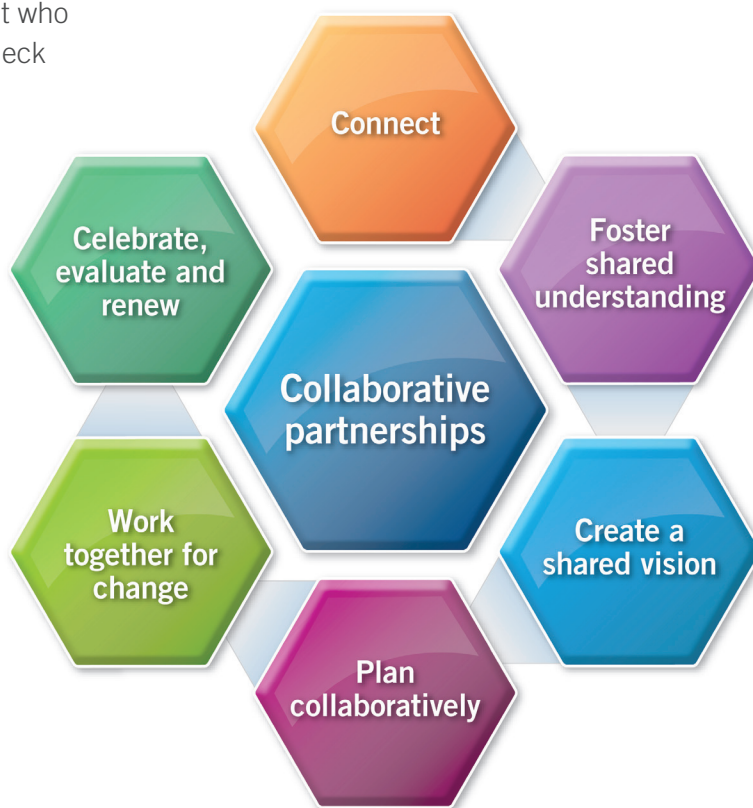 t who
eck
Connect
Foster
shared
understanding
Create a
shared vision
Plan
collaboratively
Work
together for
change
Celebrate,
evaluate and
renew
Collaborative
partnerships